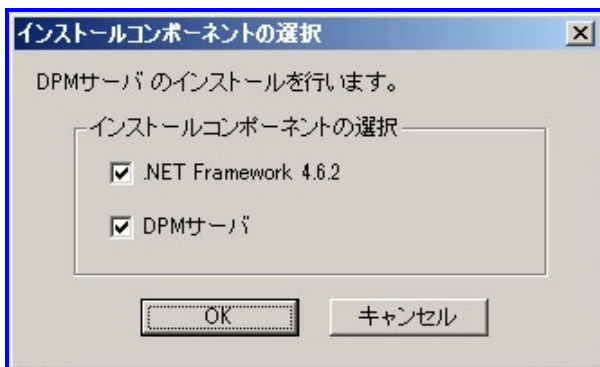 インストールコンポーネントの選択
DPMサーバ のインストールを行います。
インストールコンポーネントの選択
.NET Framework 4.6.2
DPMサーバ
OK
キャンセル